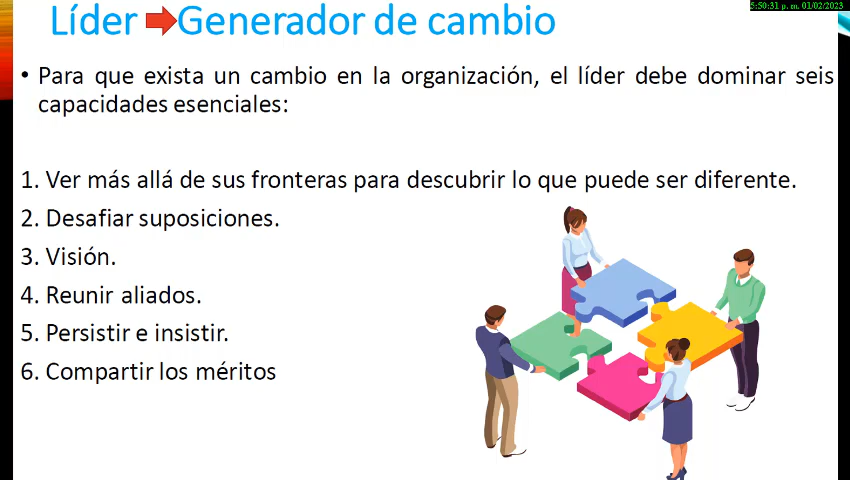 5:50:31 p. m. 01/02/2023
Líder Generador de cambio
• Para que exista un cambio en la organización, el líder debe dominar seis
capacidades esenciales:
1. Ver más allá de sus fronteras para descubrir lo que puede ser diferente.
2. Desafiar suposiciones.
3. Visión.
4. Reunir aliados.
5. Persistir e insistir.
6. Compartir los méritos